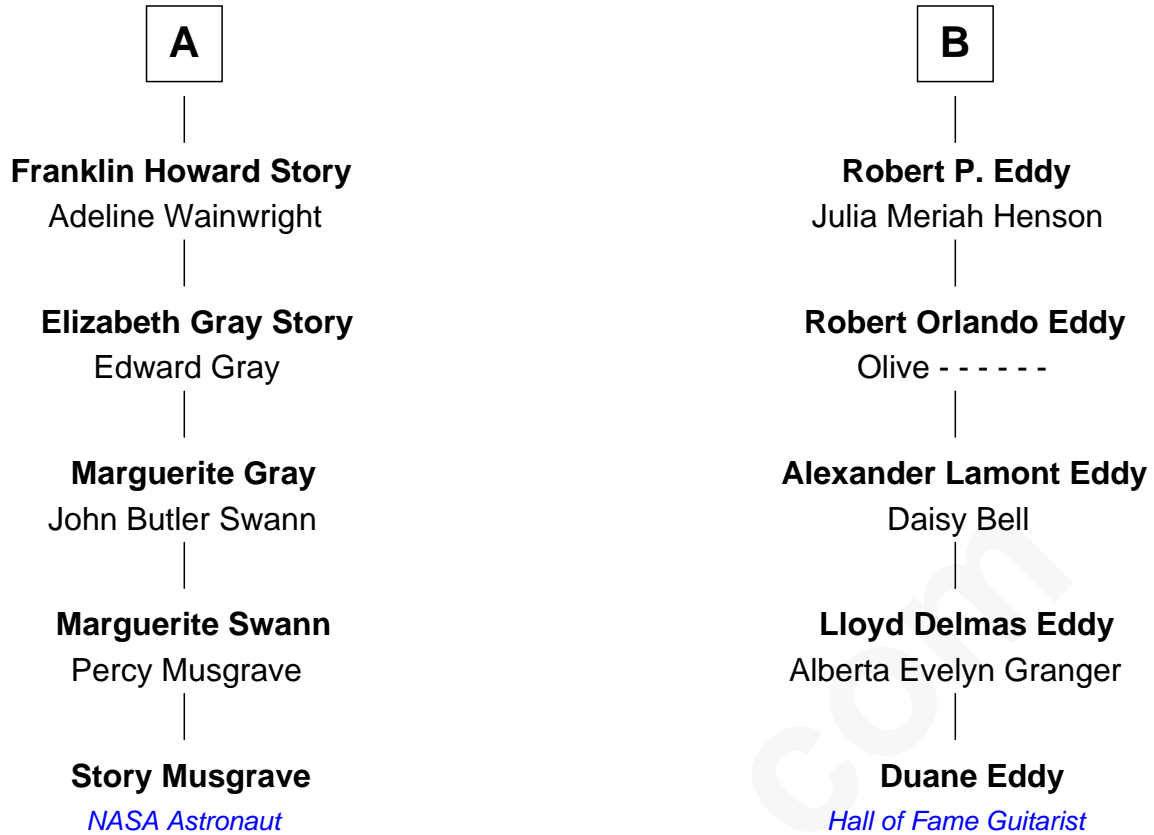 A
Franklin Howard Story
Adeline Wainwright
Elizabeth Gray Story
Edward Gray
Marguerite Gray
John Butler Swann
Marguerite Swann
Percy Musgrave
Story Musgrave
NASA Astronaut
B
Robert P. Eddy
Julia Meriah Henson
Robert Orlando Eddy
Olive - - - - - -
Alexander Lamont Eddy
Daisy Bell
Lloyd Delmas Eddy
Alberta Evelyn Granger
Duane Eddy
Hall of Fame Guitarist
com